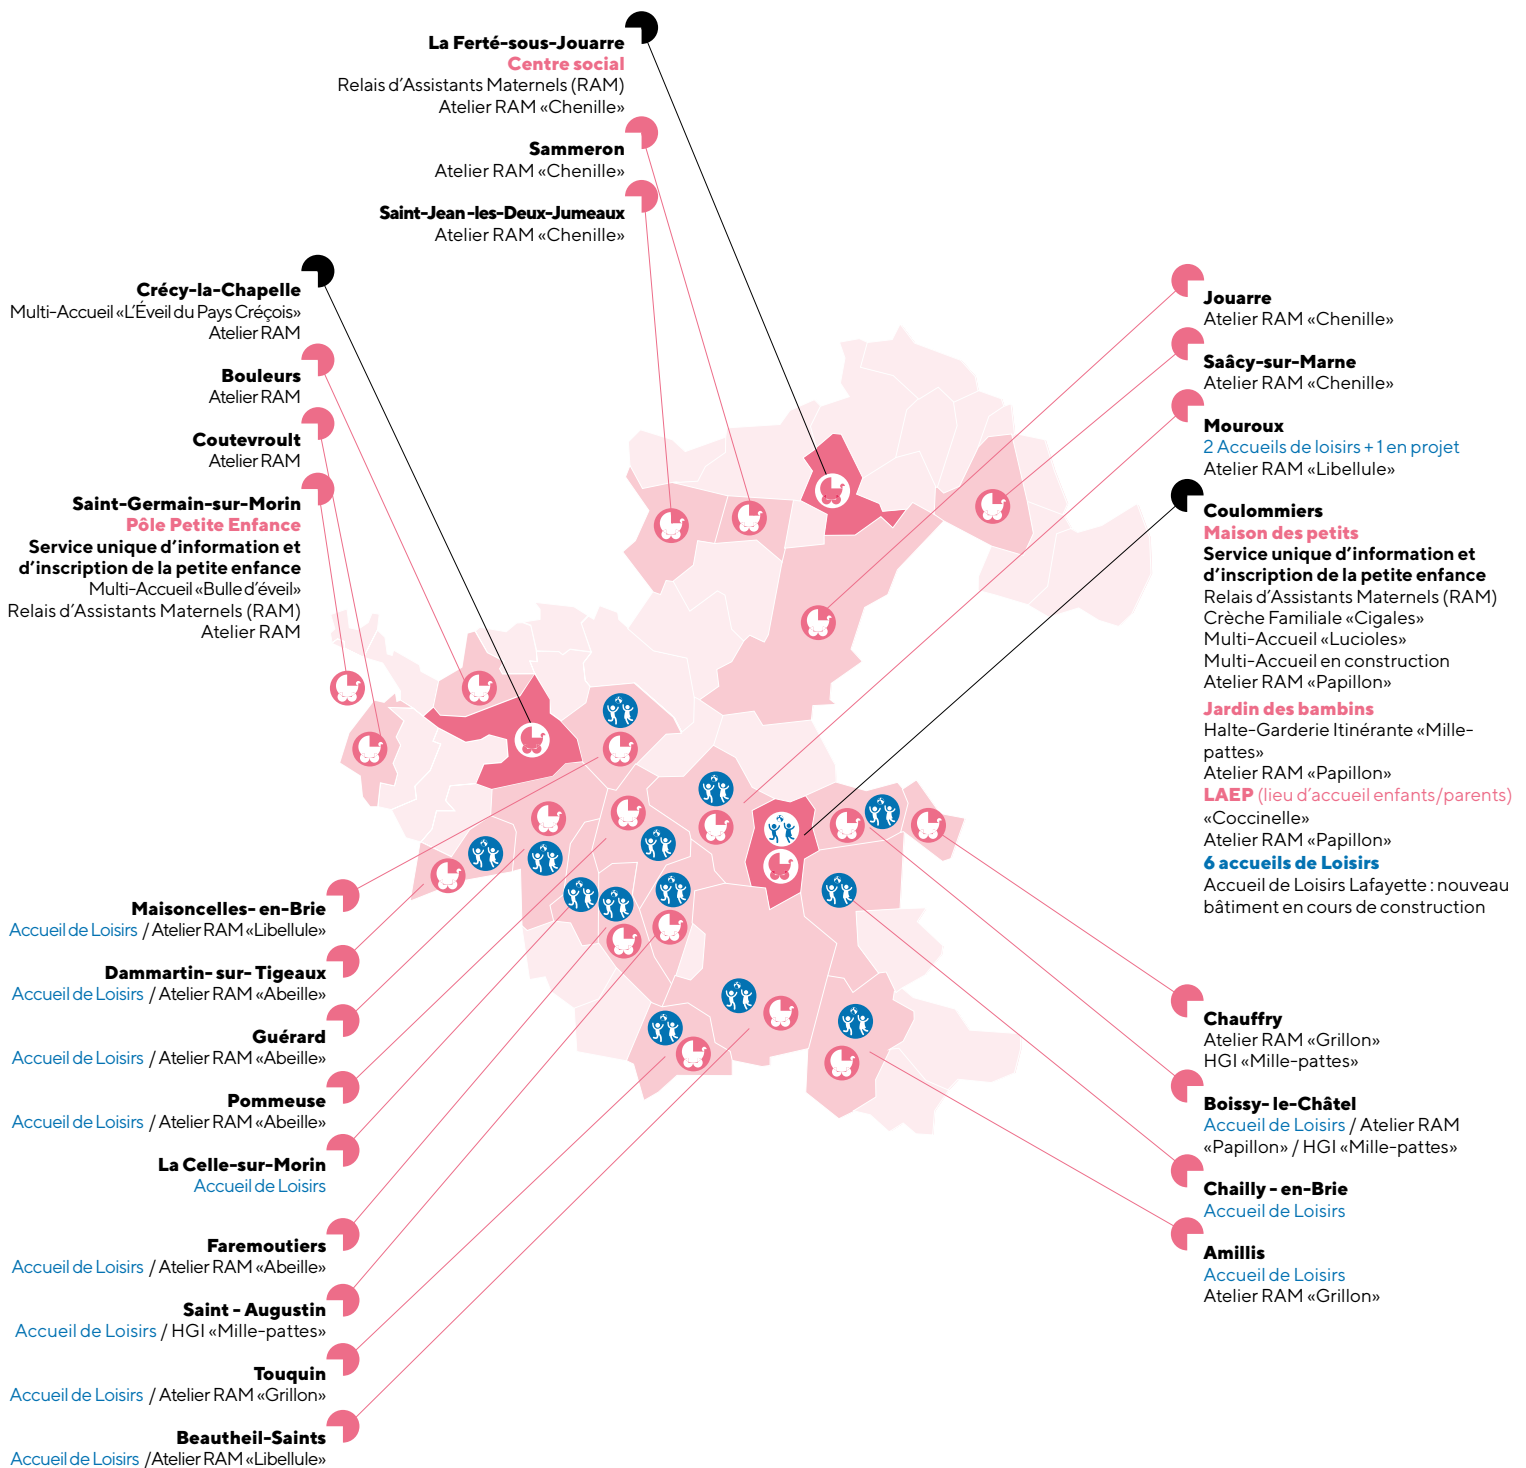 La Ferté-sous-Jouarre
Centre social
Relais d'Assistants Maternels (RAM)
Atelier RAM «Chenille»
Sammeron
Atelier RAM «Chenille»
Saint-Jean-les-Deux-Jumeaux
Atelier RAM «Chenille»
Crécy-la-Chapelle
Multi-Accueil «L'Éveil du Pays Créçois»
Atelier RAM
Bouleurs
Atelier RAM
Coutevroult
Atelier RAM
Saint-Germain-sur-Morin
Pôle Petite Enfance
Service unique d'information et
d'inscription de la petite enfance
Multi-Accueil «Bulle d'éveil»
Relais d'Assistants Maternels (RAM)
Atelier RAM
Maisoncelles- en-Brie
Accueil de Loisirs / Atelier RAM «Libellule»
Dammartin- sur- Tigeaux
Accueil de Loisirs / Atelier RAM «Abeille»
Guérard
Accueil de Loisirs / Atelier RAM «Abeille»
Pommeuse
Accueil de Loisirs / Atelier RAM «Abeille»
La Celle-sur-Morin
Accueil de Loisirs
Faremoutiers
Accueil de Loisirs / Atelier RAM «Abeille»
Saint - Augustin
Accueil de Loisirs / HGI «Mille-pattes»
Touquin
Accueil de Loisirs / Atelier RAM «Grillon»
Beautheil-Saints
Accueil de Loisirs /Atelier RAM «Libellule»
Jouarre
Atelier RAM «Chenille»
Saâcy-sur-Marne
Atelier RAM «Chenille»
Mouroux
2 Accueils de loisirs + 1 en projet
Atelier RAM «Libellule»
Coulommiers
Maison des petits
Service unique d'information et
d'inscription de la petite enfance
Relais d'Assistants Maternels (RAM)
Crèche Familiale «Cigales»
Multi-Accueil «Lucioles»
Multi-Accueil en construction
Atelier RAM «Papillon»
Jardin des bambins
Halte-Garderie Itinérante «Mille-
pattes»
Atelier RAM «Papillon»
LAEP (lieu d'accueil enfants/parents)
«Coccinelle»
Atelier RAM «Papillon»
6 accueils de Loisirs
Accueil de Loisirs Lafayette : nouveau
bâtiment en cours de construction
Chauffry
Atelier RAM «Grillon»
HGI «Mille-pattes»
Boissy- le-Châtel
Accueil de Loisirs / Atelier RAM
«Papillon» / HGI «Mille-pattes»
Chailly - en-Brie
Accueil de Loisirs
Amillis
Accueil de Loisirs
Atelier RAM «Grillon»